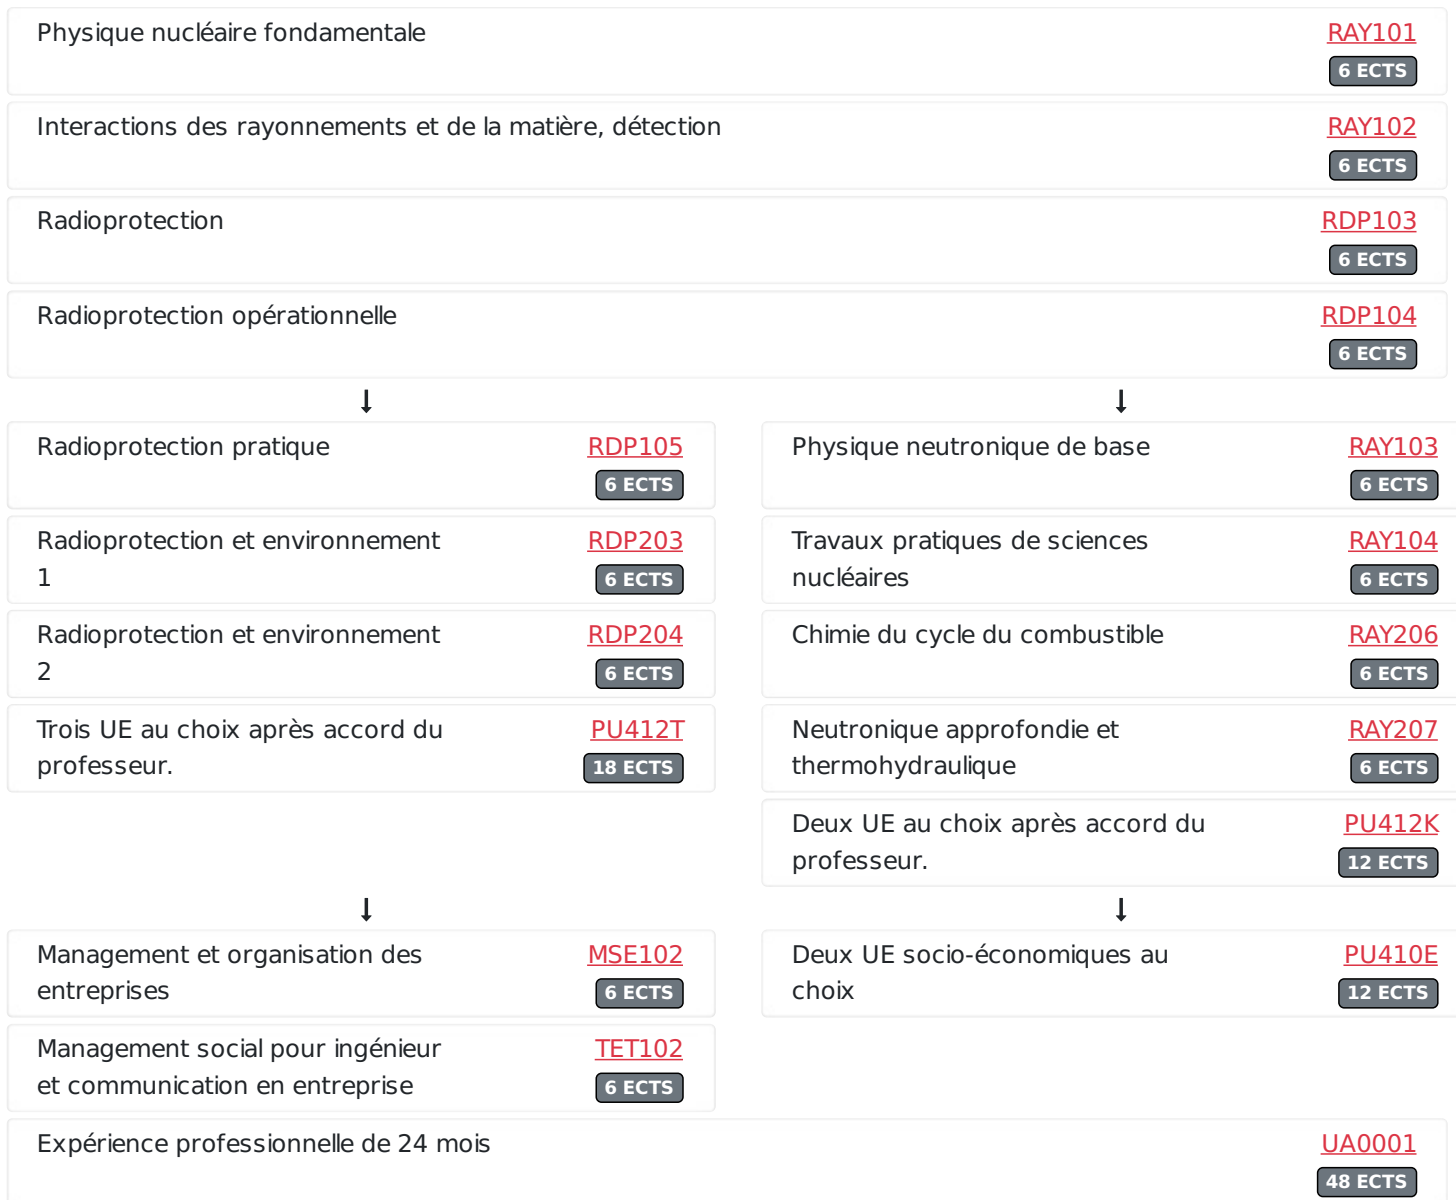 Physique nucléaire fondamentale RAY101
6 ECTS
Interactions des rayonnements et de la matière, détection RAY102
6 ECTS
Radioprotection RDP103
6 ECTS
Radioprotection opérationnelle RDP104
6 ECTS
Radioprotection pratique RDP105
6 ECTS
Radioprotection et environnement RDP203
1 6 ECTS
Radioprotection et environnement RDP204
2 6 ECTS
Trois UE au choix après accord du PU412T
professeur. 18 ECTS
Physique neutronique de base RAY103
6 ECTS
Travaux pratiques de sciences RAY104
nucléaires 6 ECTS
Chimie du cycle du combustible RAY206
6 ECTS
Neutronique approfondie et RAY207
thermohydraulique 6 ECTS
Deux UE au choix après accord du PU412K
professeur. 12 ECTS
Management et organisation des MSE102
entreprises 6 ECTS
Management social pour ingénieur TET102
et communication en entreprise 6 ECTS
Deux UE socio-économiques au PU410E
choix 12 ECTS
Expérience professionnelle de 24 mois UA0001
48 ECTS